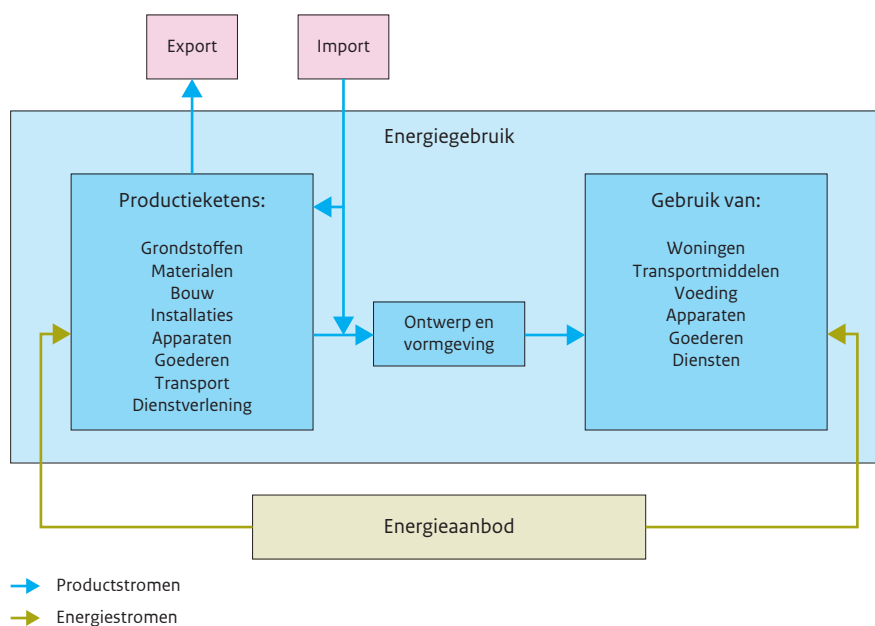 Export
Import
Energiegebruik
Productieketens:
Grondstoffen
Materialen
Bouw
Installaties
Apparaten
Goederen
Transport
Dienstverlening
Ontwerp en
vormgeving
Gebruik van:
Woningen
Transportmiddelen
Voeding
Apparaten
Goederen
Diensten
Energieaanbod
Productstromen
Energiestromen